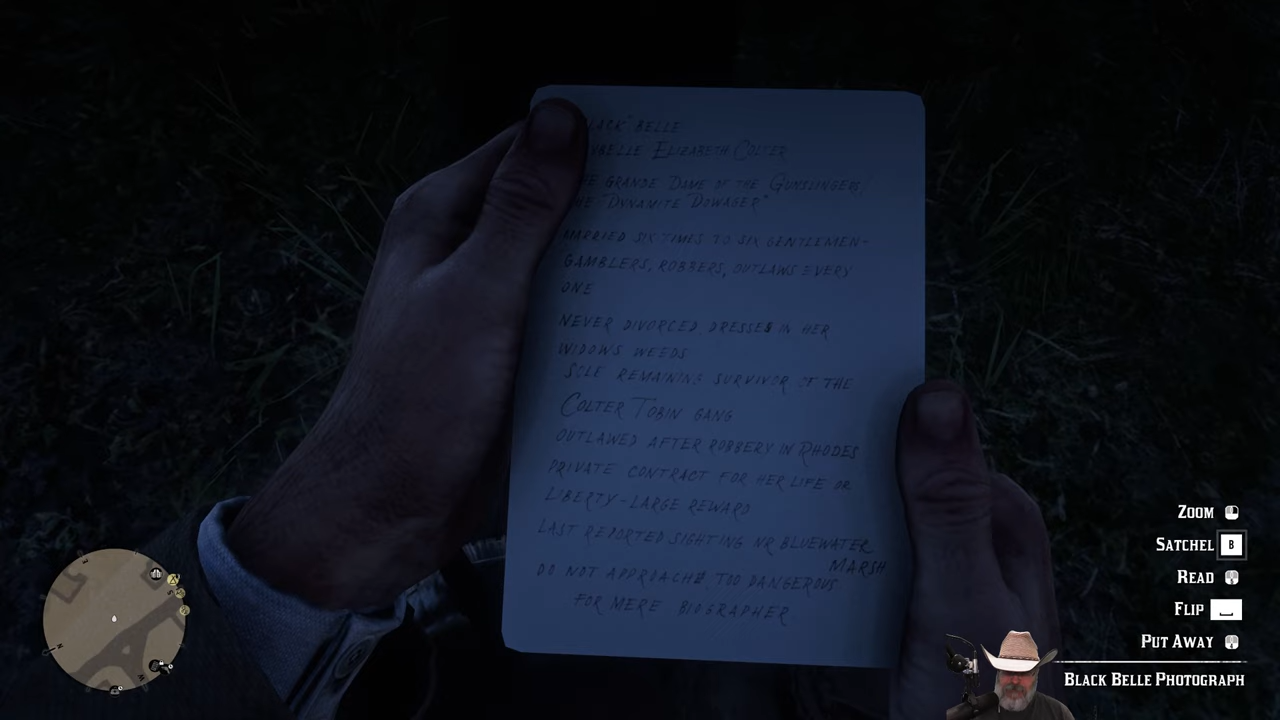 LACK" BELLE
NBELLE ELIZABETH COLTER
E GRANDE DAME OF THE GUNSLINGERS/
HE "DYNAMITE DOWAGER"
MARRIED SIX TIMES TO SIX GENTLEMEN-
GAMBLERS, ROBBERS, OUTLAWS EVERY
ONE
NEVER DIVORCED DRESSES IN HER
WIDOWS WEEDS
SOLE REMAINING SURVIVOR OF THE
COLTER TOBIN GANG
OUTLAWED AFTER ROBBERY IN RHODES
PRIVATE CONTRACT FOR HER LIFE OR
LIBERTY-LARGE REWARD
LAST REPORTED SIGHTING NR BLUEWATER
MARSH
DO NOT APPROACH TOO DANGEROUS
FOR MERE BIOGRAPHER
ZOOM
SATCHEL B
READ
FLIP
PUT AWAY
BLACK BELLE PHOTOGRAPH